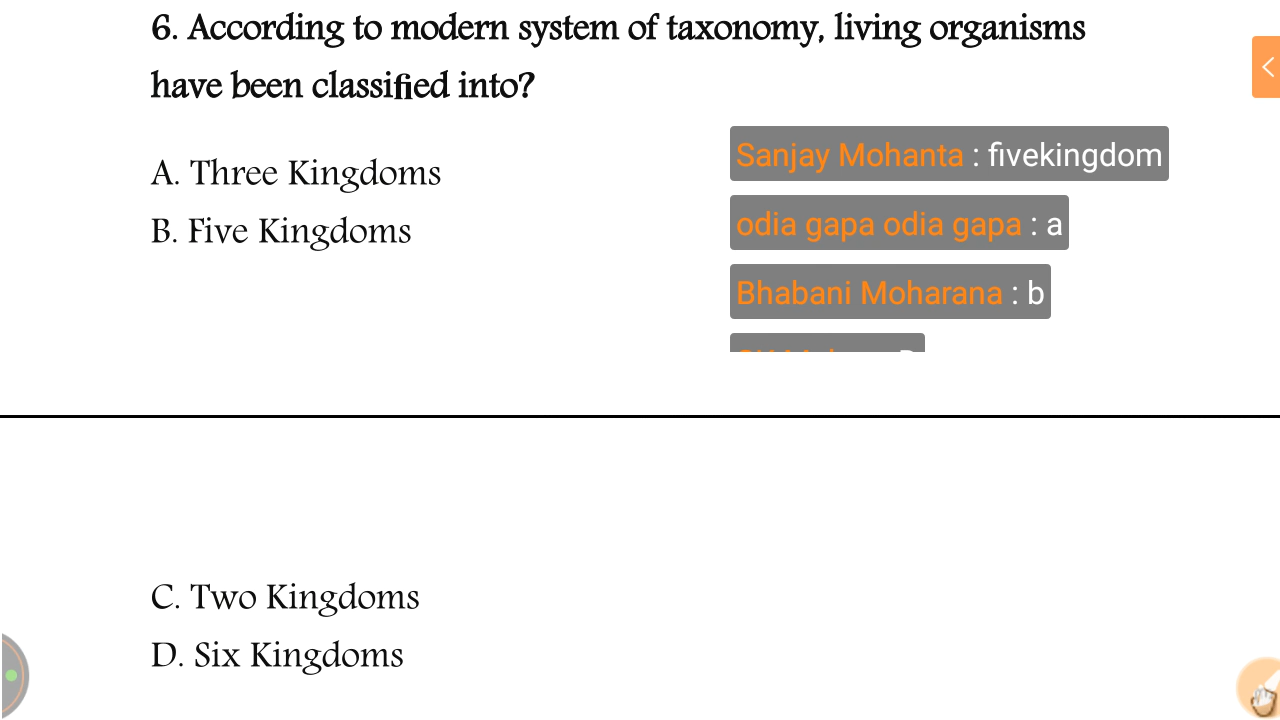 6. According to modern system of taxonomy, living organisms
have been classified into?
A. Three Kingdoms
B. Five Kingdoms
Sanjay Mohanta : fivekingdom
odia gapa odia gapa : a
Bhabani Moharana : b
C. Two Kingdoms
D. Six Kingdoms